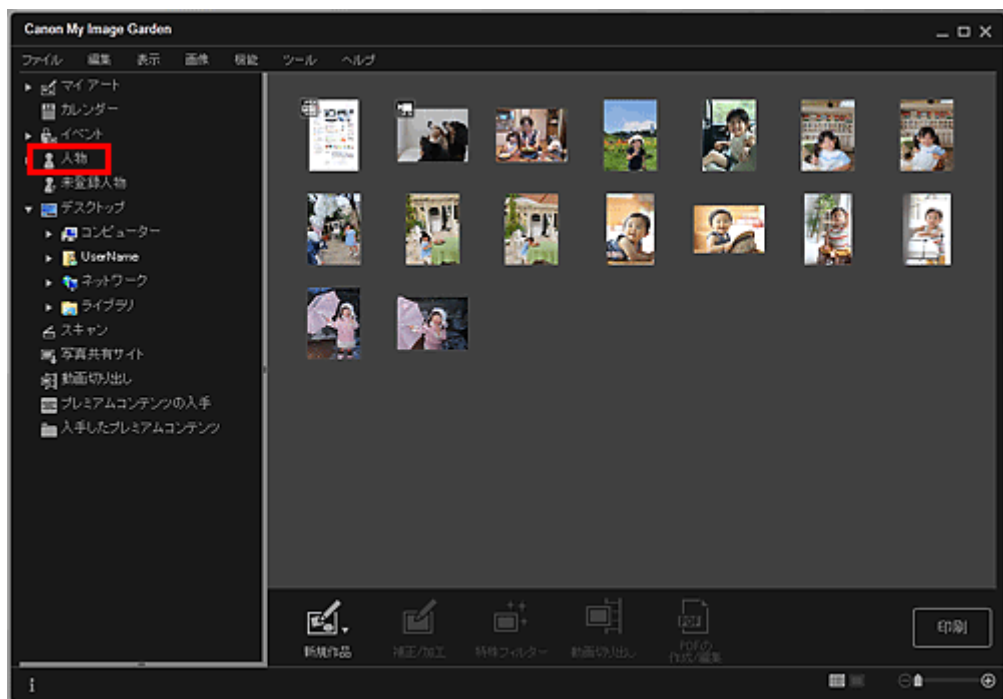 Canon My Image Garden
ファイル 編集 表示 画像 機能 ツール ヘルプ
マイ アート
カレンダー
イベント
人物
未登録人物
デスクトップ
コンピューター
UserName
ネットワーク
ライブラリ
スキャン
写真共有サイト
動画切り出し
プレミアムコンテンツの入手
入手したプレミアムコンテンツ
新規作品 補正/加工 特殊フィルター 動画切り出し PDFの
作成/編集
印刷